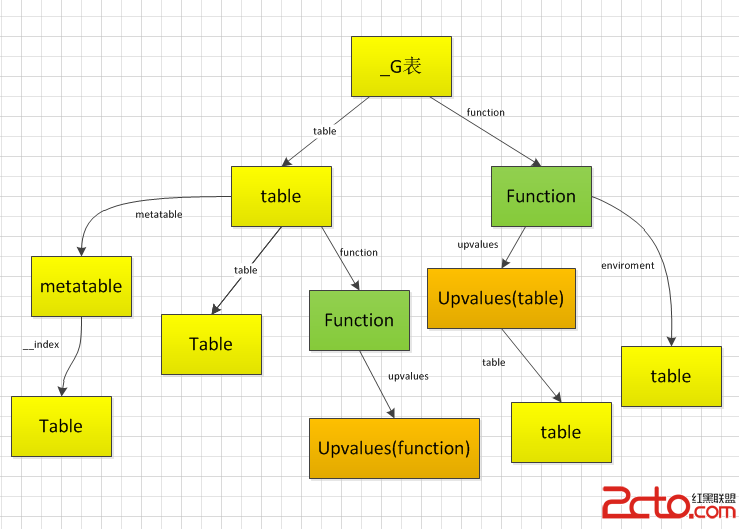 _G表
table
function
table
Function
metatable
table
function
upvalues
enviroment
metatable
Table
Function
Upvalues(table)
table
__index
upvalues
table
Table
Upvalues(function)
table
2cto.com
红黑联盟